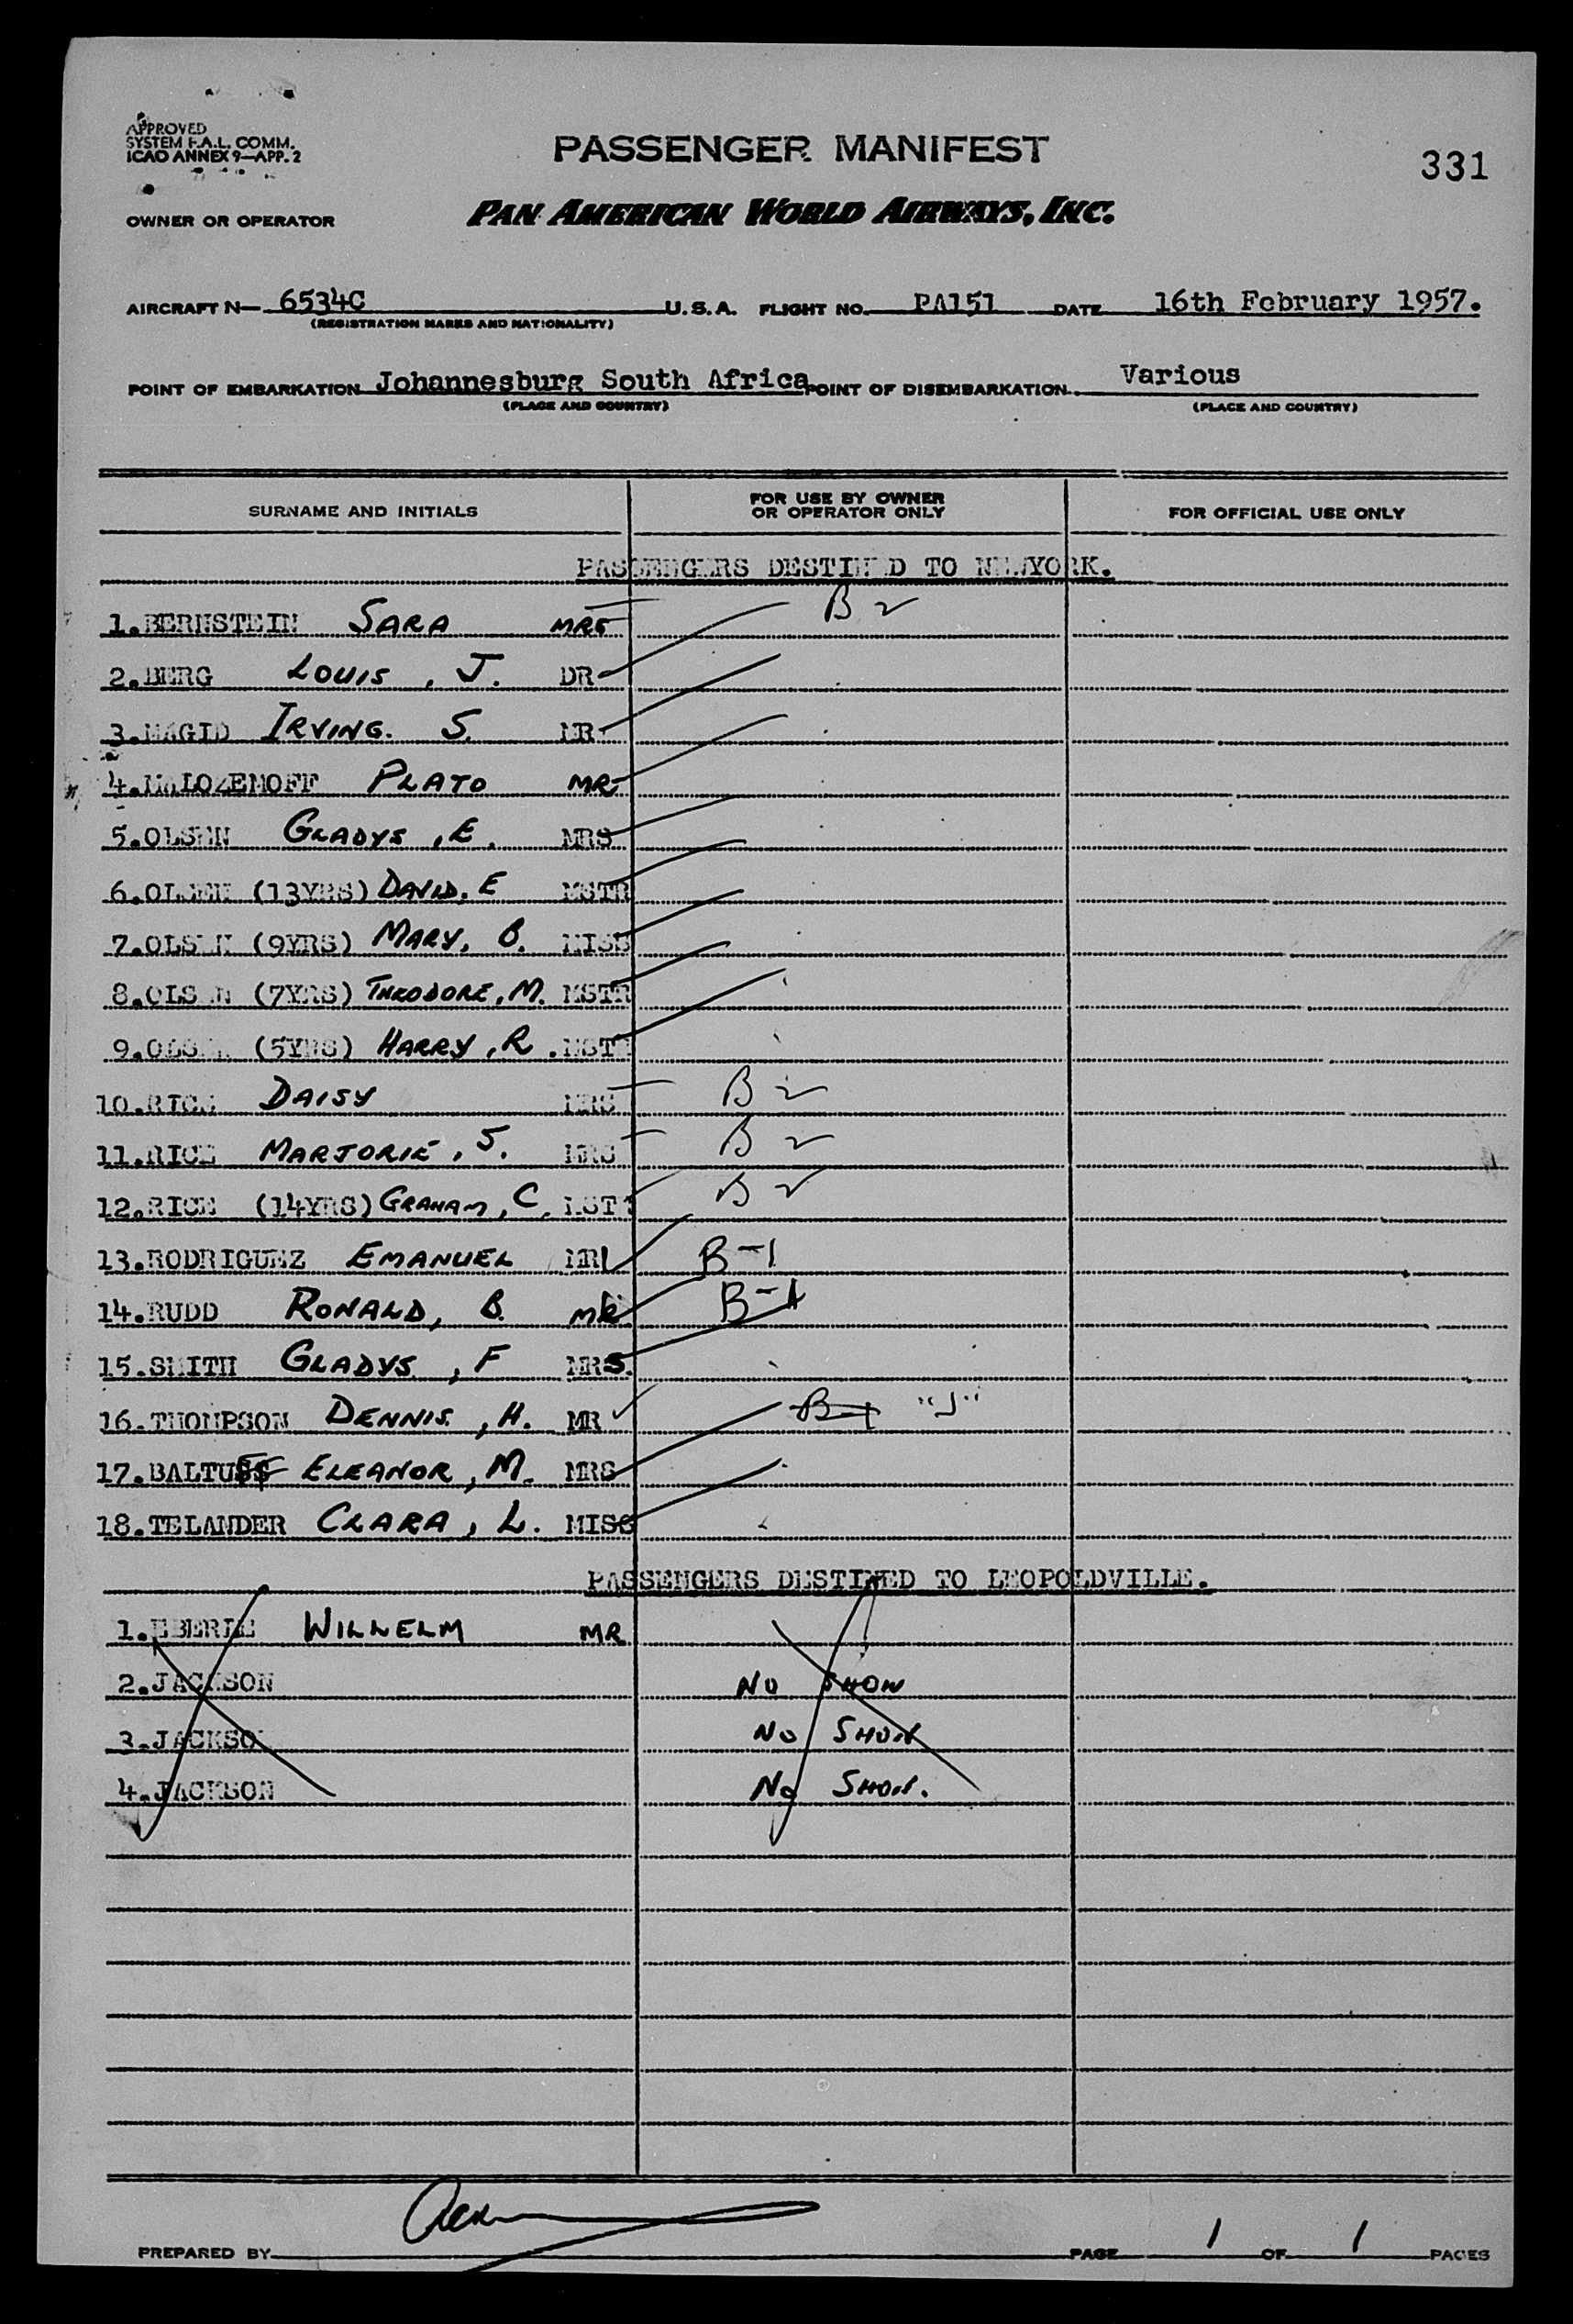 APPROVED
SYSTEM F.A.L. COMM.
ICAO ANNEX 9—APP. 2
PASSENGER MANIFEST
331
OWNER OR OPERATOR PAN AMERICAN WORLD AIRWAYS, INC.
AIRCRAFT N— 6534C U.S.A. FLIGHT NO. PA151 DATE 16th February 1957.
(REGISTRATION MARKS AND NATIONALITY)
POINT OF EMBARKATION Johannesburg South Africa POINT OF DISEMBARKATION Various
(PLACE AND COUNTRY) (PLACE AND COUNTRY)
SURNAME AND INITIALS FOR USE BY OWNER OR OPERATOR ONLY FOR OFFICIAL USE ONLY
PASSENGERS DESTINED TO NEWYORK.
1.BERNSTEIN SARA MRS B 2
2.BERG LOUIS, J. DR
3.MAGID IRVING. S. MR
4.MALOZEMOFF PLATO MR
5.OLSEN GLADYS, E. MRS
6.OLSEN (13YRS) DAVID. E MSTR
7.OLSEN (9YRS) MARY, B. MISS
8.OLSEN (7YRS) THEODORE, M. MSTR
9.OLSEN (5YRS) HARRY, R. MSTR
10.RICE DAISY MRS B 2
11.RICE MARJORIE, S. MRS B 2
12.RICE (14YRS) GRAHAM, C. MSTR B 2
13.RODRIGUEZ EMANUEL MR B-1
14.RUDD RONALD, B. MR B-1
15.SMITH GLADYS, F MRS.
16.THOMPSON DENNIS, H. MR B-1 "J"
17.BALTUSS ELEANOR, M. MRS
18.TELANDER CLARA, L. MISS
PASSENGERS DESTINED TO LEOPOLDVILLE.
1.EBERLE WILHELM MR
2.JACKSON NO SHOW
3.JACKSON NO SHOW
4.JACKSON NO SHOW.
PREPARED BY PAGE 1 OF 1 PAGES